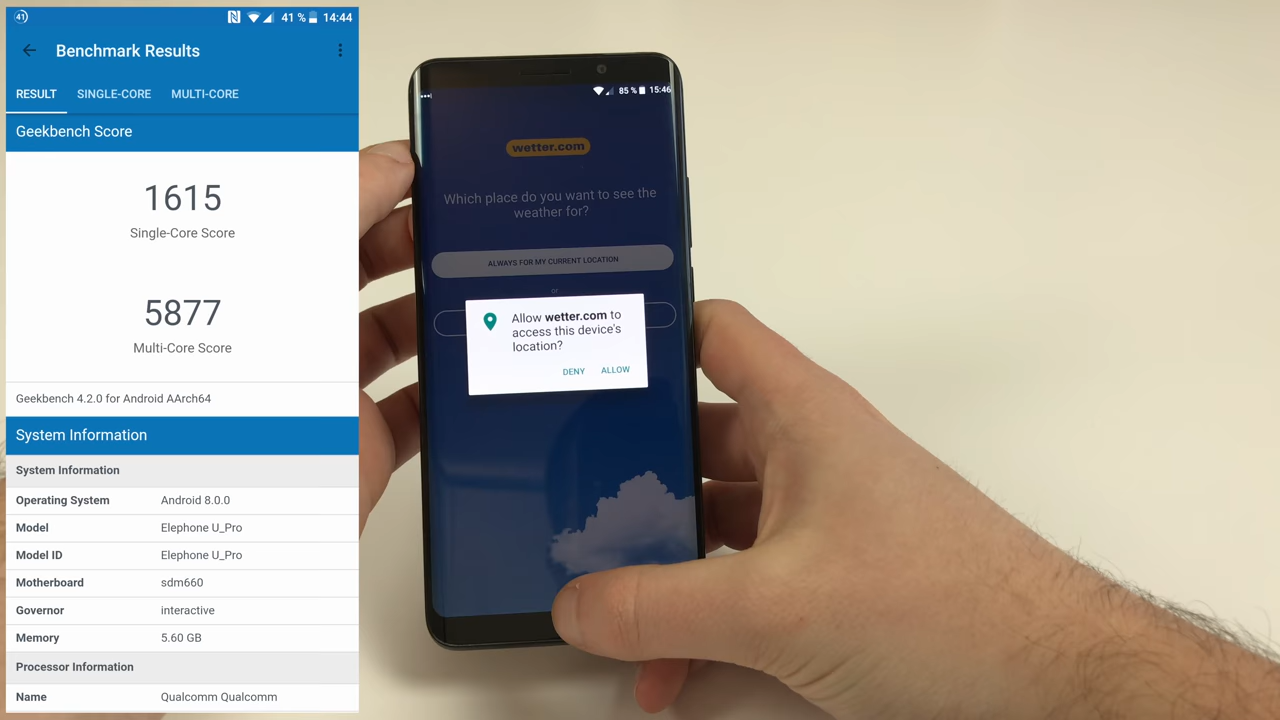 41
41 %
14:44
Benchmark Results
RESULT
SINGLE-CORE
MULTI-CORE
Geekbench Score
1615
Single-Core Score
5877
Multi-Core Score
Geekbench 4.2.0 for Android AArch64
System Information
System Information
Operating System Android 8.0.0
Model Elephone U_Pro
Model ID Elephone U_Pro
Motherboard sdm660
Governor interactive
Memory 5.60 GB
Processor Information
Name Qualcomm Qualcomm
85 % 15:46
wetter.com
Which place do you want to see the
weather for?
ALWAYS FOR MY CURRENT LOCATION
or
Allow wetter.com to
access this device's
location?
DENY ALLOW